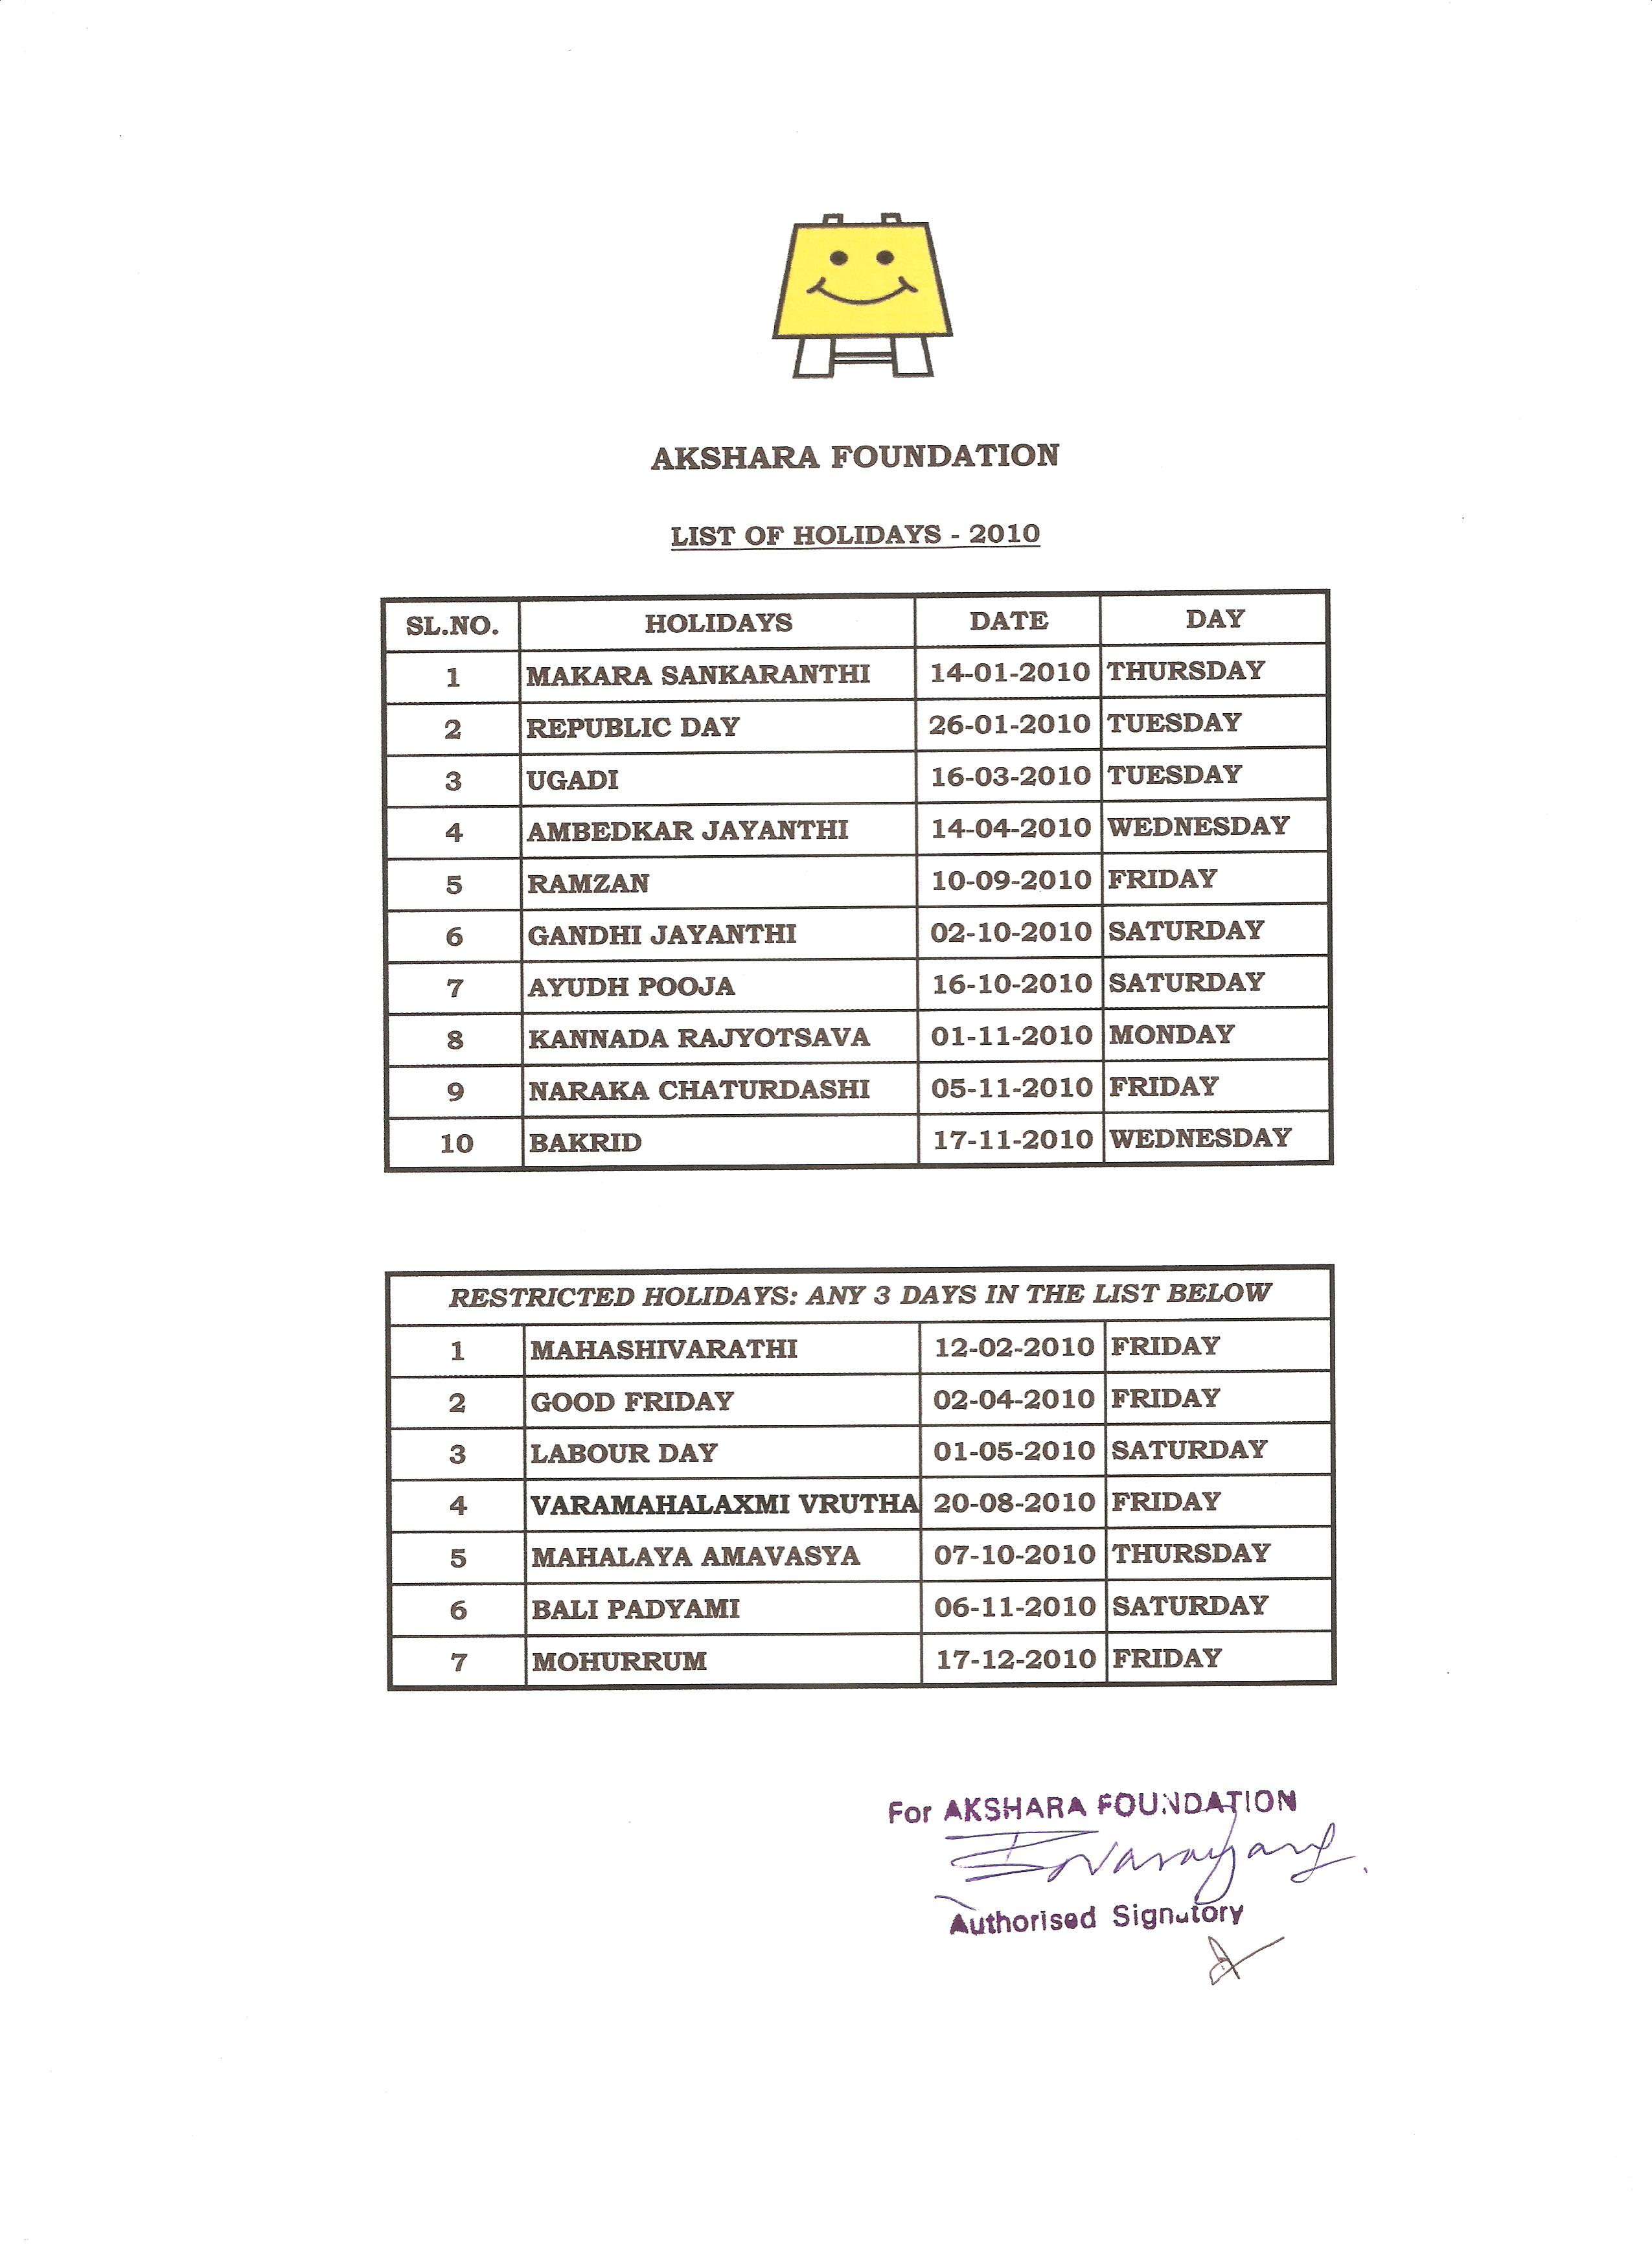 AKSHARA FOUNDATION
LIST OF HOLIDAYS - 2010
SL.NO. HOLIDAYS DATE DAY
1 MAKARA SANKARANTHI 14-01-2010 THURSDAY
2 REPUBLIC DAY 26-01-2010 TUESDAY
3 UGADI 16-03-2010 TUESDAY
4 AMBEDKAR JAYANTHI 14-04-2010 WEDNESDAY
5 RAMZAN 10-09-2010 FRIDAY
6 GANDHI JAYANTHI 02-10-2010 SATURDAY
7 AYUDH POOJA 16-10-2010 SATURDAY
8 KANNADA RAJYOTSAVA 01-11-2010 MONDAY
9 NARAKA CHATURDASHI 05-11-2010 FRIDAY
10 BAKRID 17-11-2010 WEDNESDAY
RESTRICTED HOLIDAYS: ANY 3 DAYS IN THE LIST BELOW
1 MAHASHIVARATHI 12-02-2010 FRIDAY
2 GOOD FRIDAY 02-04-2010 FRIDAY
3 LABOUR DAY 01-05-2010 SATURDAY
4 VARAMAHALAXMI VRUTHA 20-08-2010 FRIDAY
5 MAHALAYA AMAVASYA 07-10-2010 THURSDAY
6 BALI PADYAMI 06-11-2010 SATURDAY
7 MOHURRUM 17-12-2010 FRIDAY
For AKSHARA FOUNDATION
Authorised Signatory